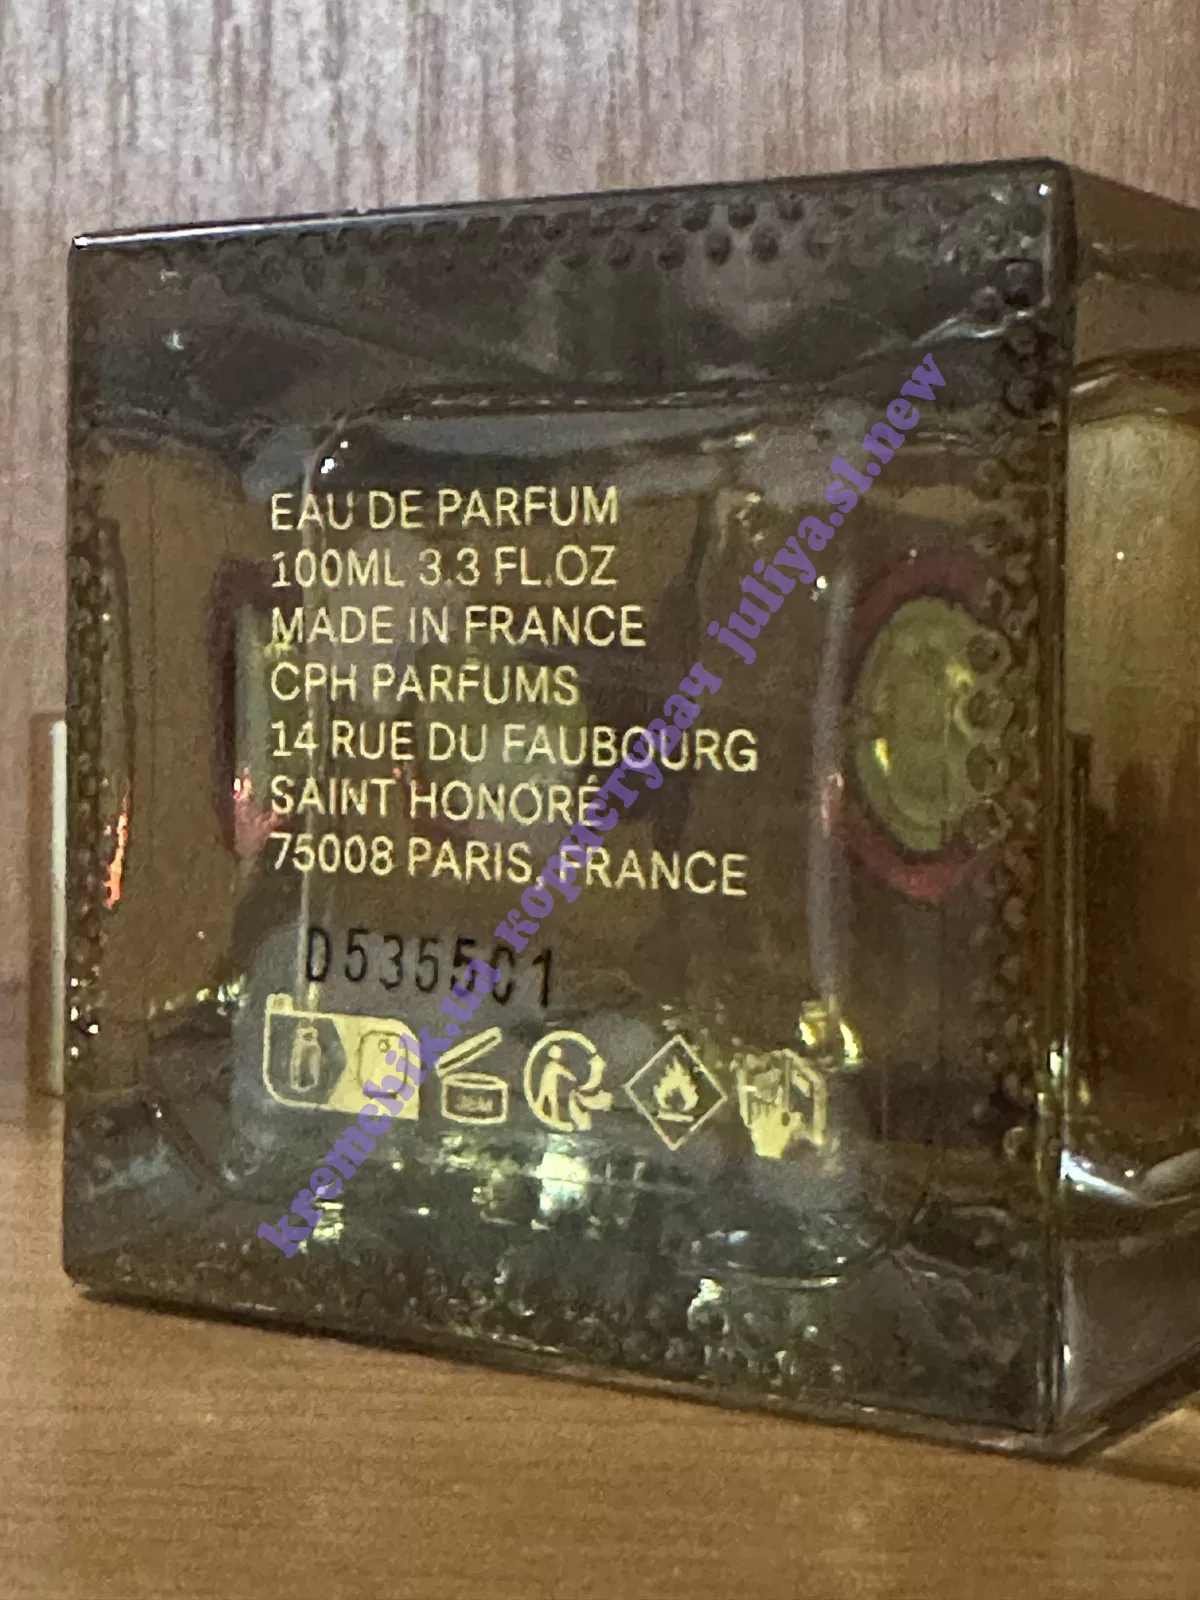 EAU DE PARFUM
100ML 3.3 FL.OZ
MADE IN FRANCE
CPH PARFUMS
14 RUE DU FAUBOURG
SAINT HONORÉ
75008 PARIS, FRANCE
D535501
kremchik.ua користувач juliya.sl.new